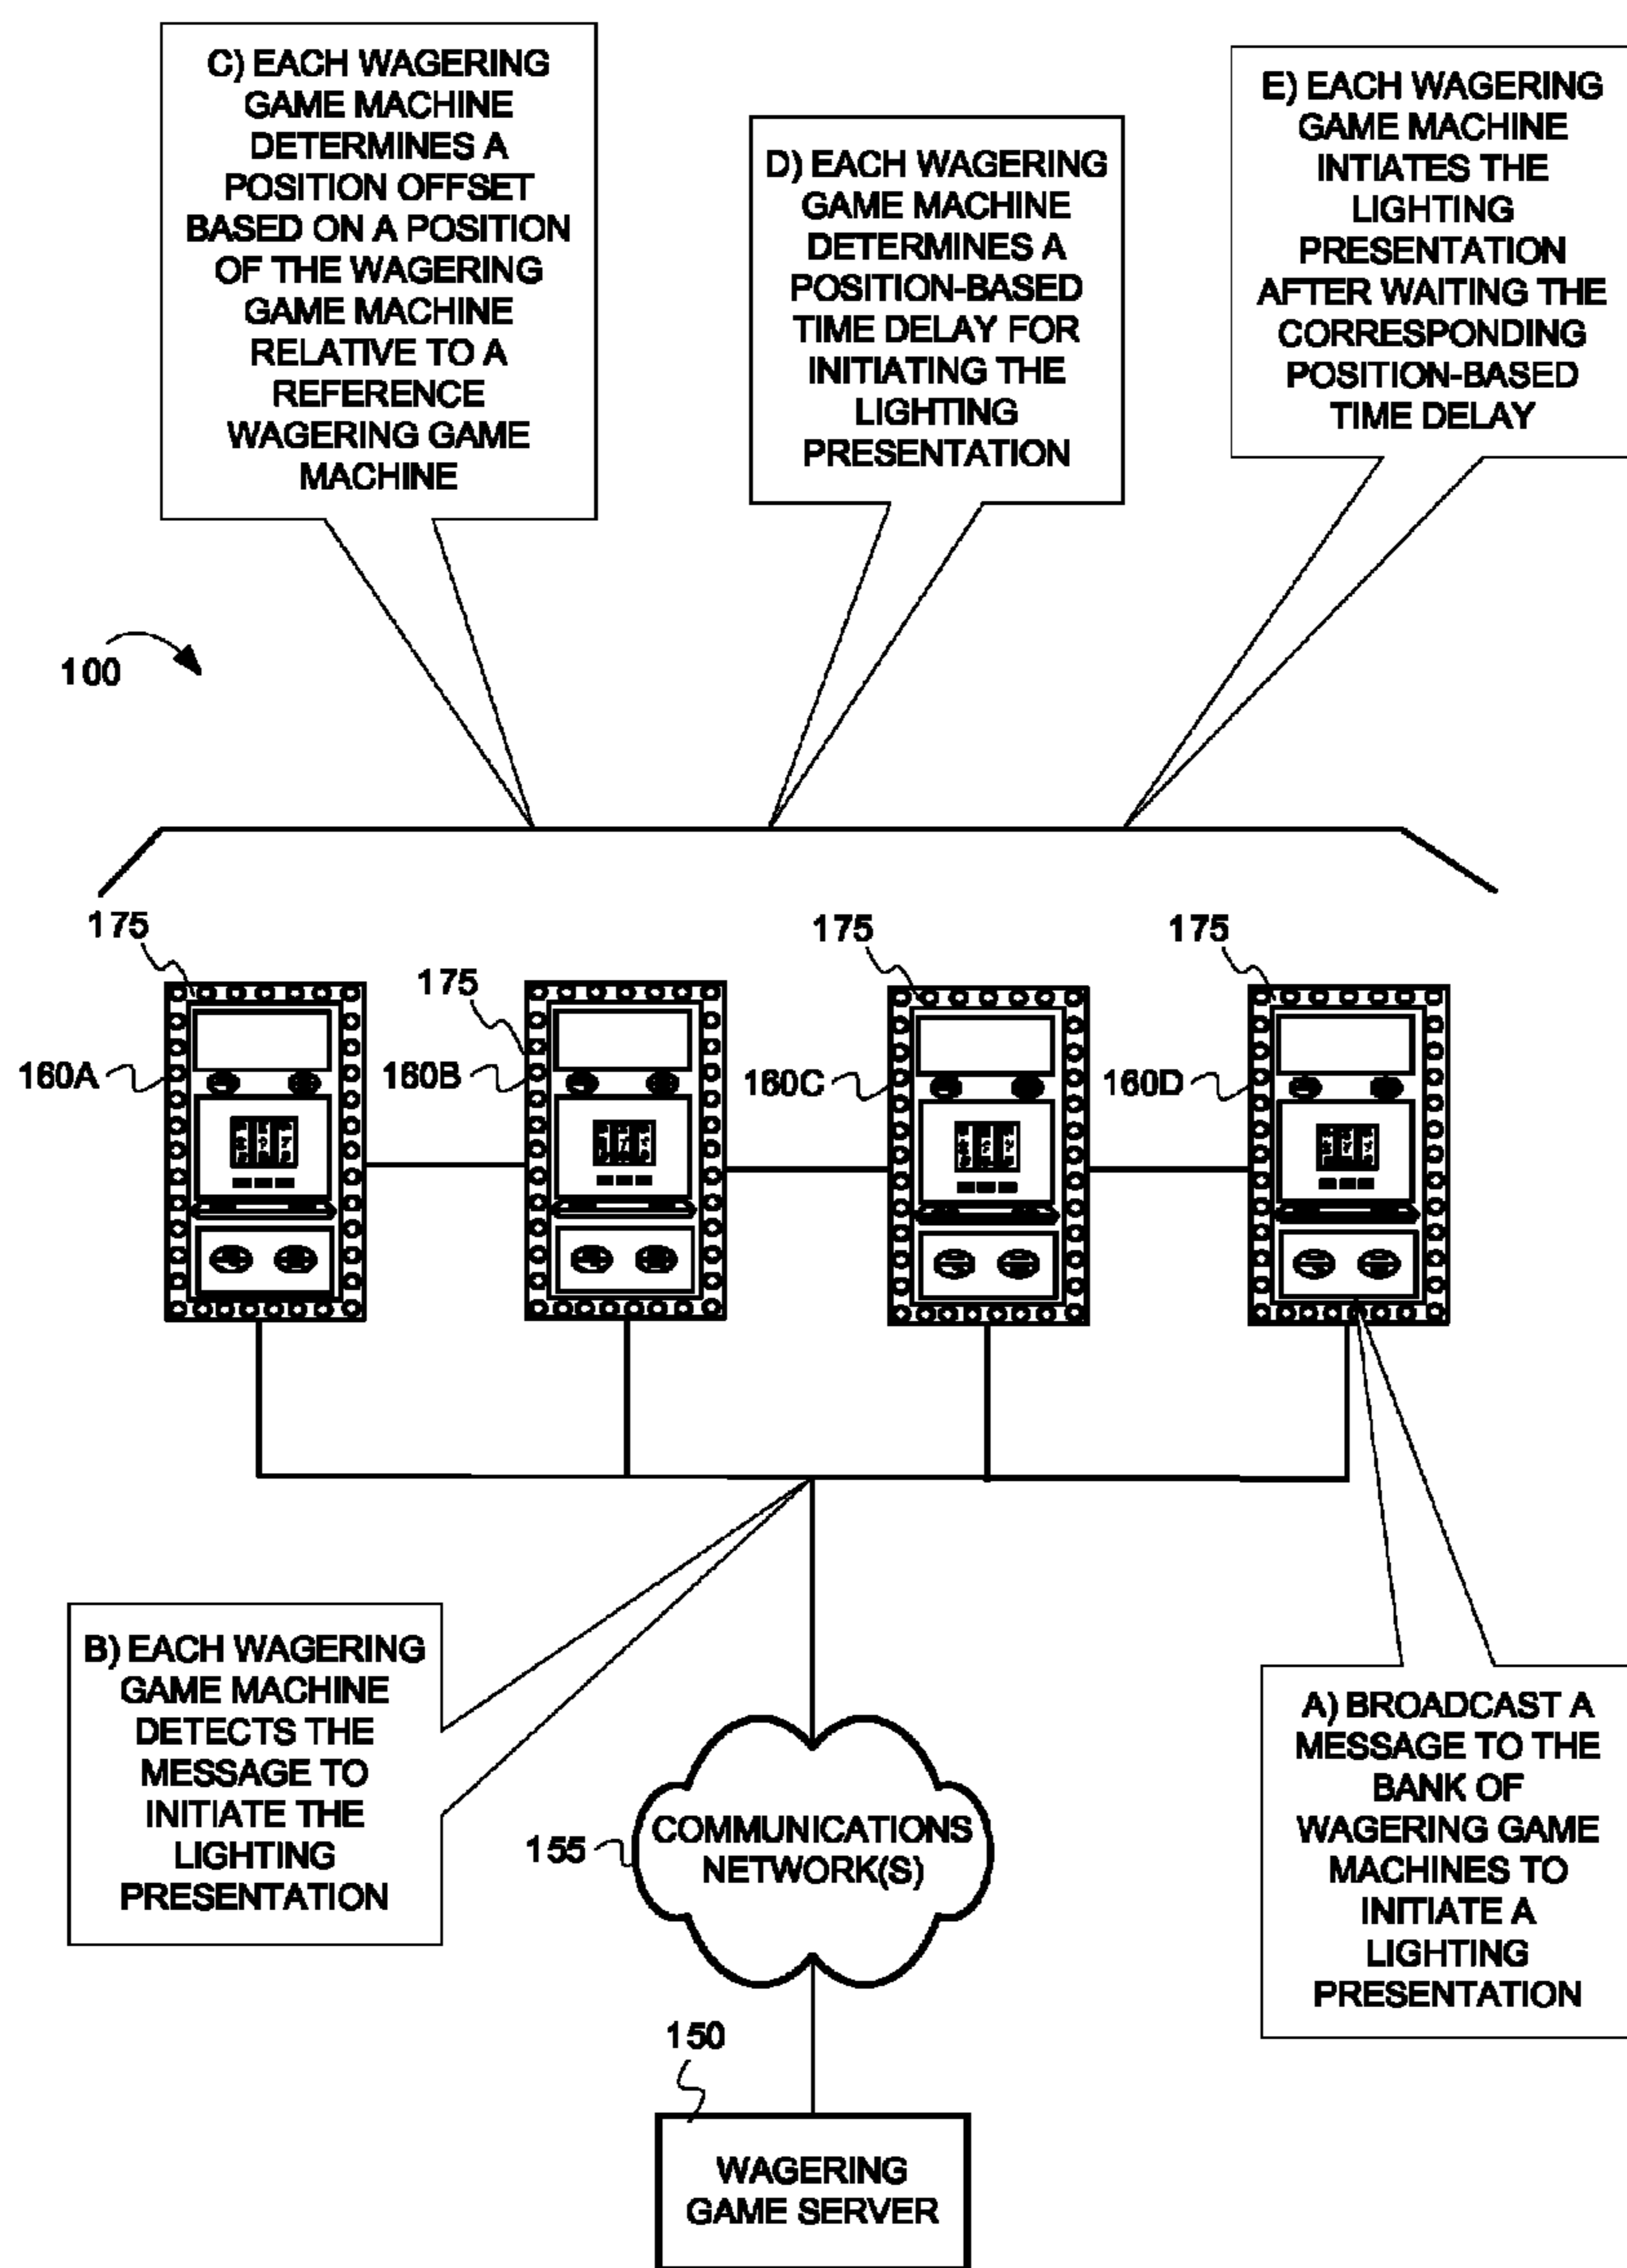 C) EACH WAGERING
GAME MACHINE
DETERMINES A
POSITION OFFSET
BASED ON A POSITION
OF THE WAGERING
GAME MACHINE
RELATIVE TO A
REFERENCE
WAGERING GAME
MACHINE
D) EACH WAGERING
GAME MACHINE
DETERMINES A
POSITION-BASED
TIME DELAY FOR
INITIATING THE
LIGHTING
PRESENTATION
E) EACH WAGERING
GAME MACHINE
INTIATES THE
LIGHTING
PRESENTATION
AFTER WAITING THE
CORRESPONDING
POSITION-BASED
TIME DELAY
100
175
175
175
175
160A
160B
160C
160D
B) EACH WAGERING
GAME MACHINE
DETECTS THE
MESSAGE TO
INITIATE THE
LIGHTING
PRESENTATION
A) BROADCAST A
MESSAGE TO THE
BANK OF
WAGERING GAME
MACHINES TO
INITIATE A
LIGHTING
PRESENTATION
155
COMMUNICATIONS
NETWORK(S)
150
WAGERING
GAME SERVER